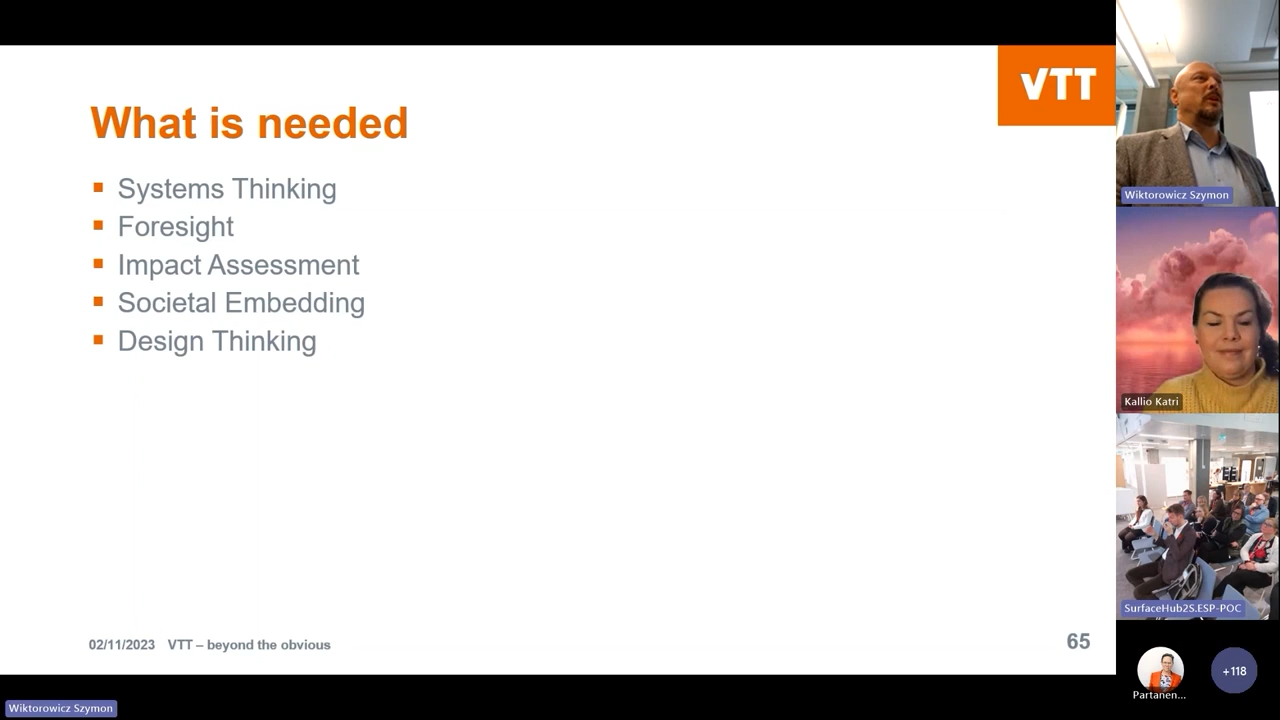 VTT
What is needed
Systems Thinking
Foresight
Impact Assessment
Societal Embedding
Design Thinking
02/11/2023 VTT – beyond the obvious
65
Wiktorowicz Szymon
Wiktorowicz Szymon
Kallio Katri
SurfaceHub2S.ESP-POC
Partanen...
+118